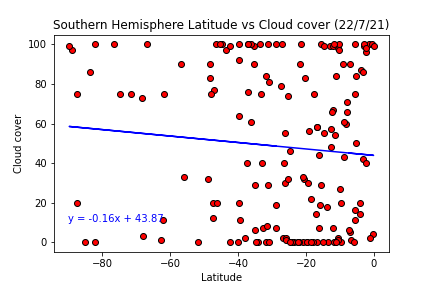 Southern Hemisphere Latitude vs Cloud cover (22/7/21)
100
80
60
40
20
0
Cloud cover
y = -0.16x + 43.87
−80
−60
−40
−20
0
Latitude